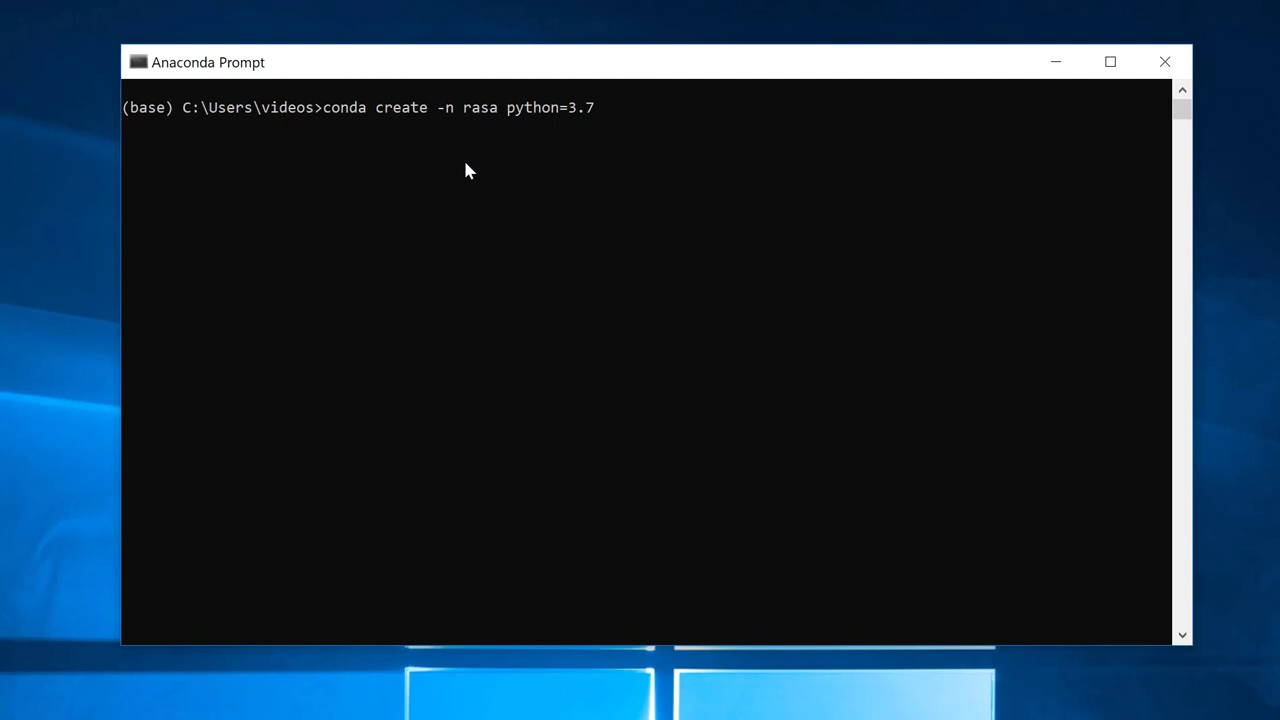 Anaconda Prompt
(base) C:\Users\videos>conda create -n rasa python=3.7